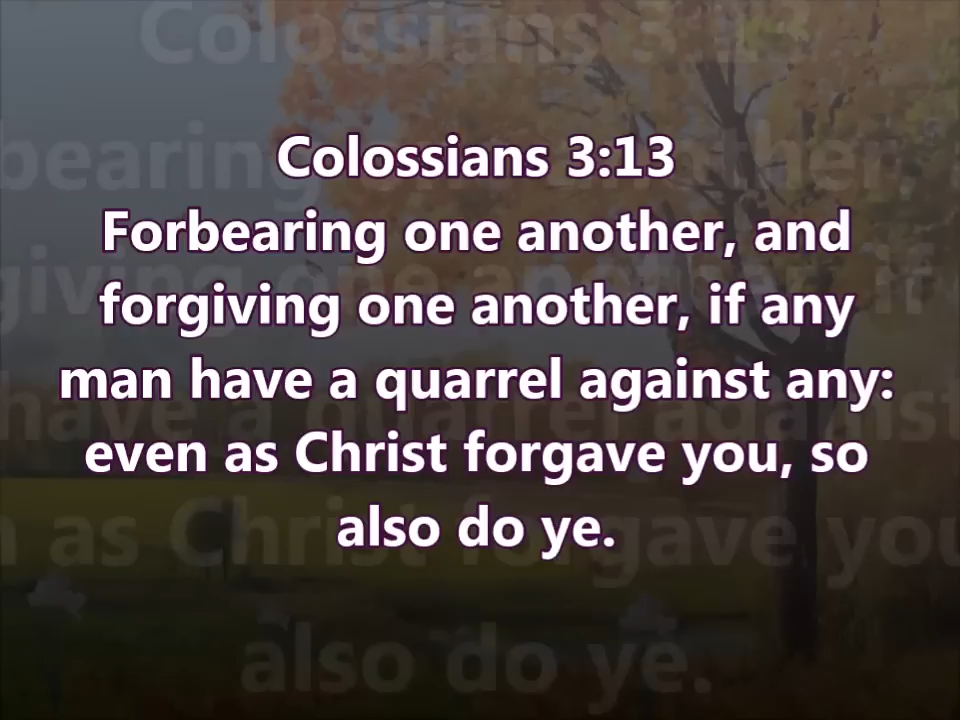 Colossians 3:13
Forbearing one another, and
forgiving one another, if any
man have a quarrel against any:
even as Christ forgave you, so
also do ye.